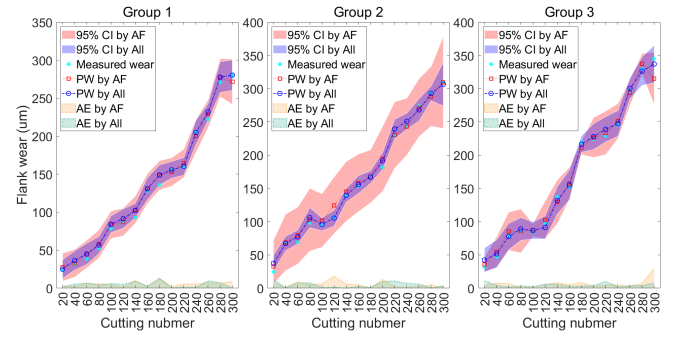 Group 1
Group 2
Group 3
Flank wear (um)
350
300
250
200
150
100
50
0
95% CI by AF
95% CI by All
Measured wear
PW by AF
PW by All
AE by AF
AE by All
20
40
60
80
100
120
140
160
180
200
220
240
260
280
300
Cutting nubmer
400
350
300
250
200
150
100
50
0
95% CI by AF
95% CI by All
Measured wear
PW by AF
PW by All
AE by AF
AE by All
20
40
60
80
100
120
140
160
180
200
220
240
260
280
300
Cutting nubmer
400
350
300
250
200
150
100
50
0
95% CI by AF
95% CI by All
Measured wear
PW by AF
PW by All
AE by AF
AE by All
20
40
60
80
100
120
140
160
180
200
220
240
260
280
300
Cutting nubmer